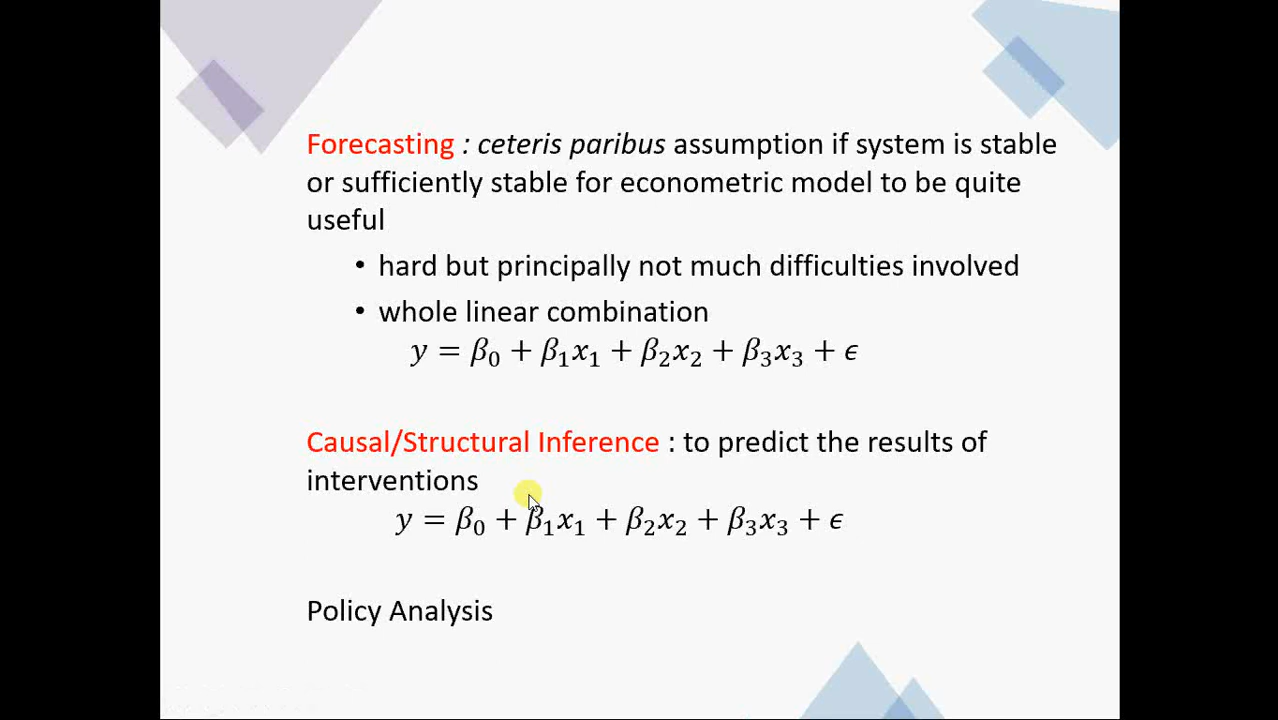 Forecasting : ceteris paribus assumption if system is stable
or sufficiently stable for econometric model to be quite
useful
• hard but principally not much difficulties involved
• whole linear combination
y = β₀ + β₁x₁ + β₂x₂ + β₃x₃ + ϵ
Causal/Structural Inference : to predict the results of
interventions
y = β₀ + β₁x₁ + β₂x₂ + β₃x₃ + ϵ
Policy Analysis